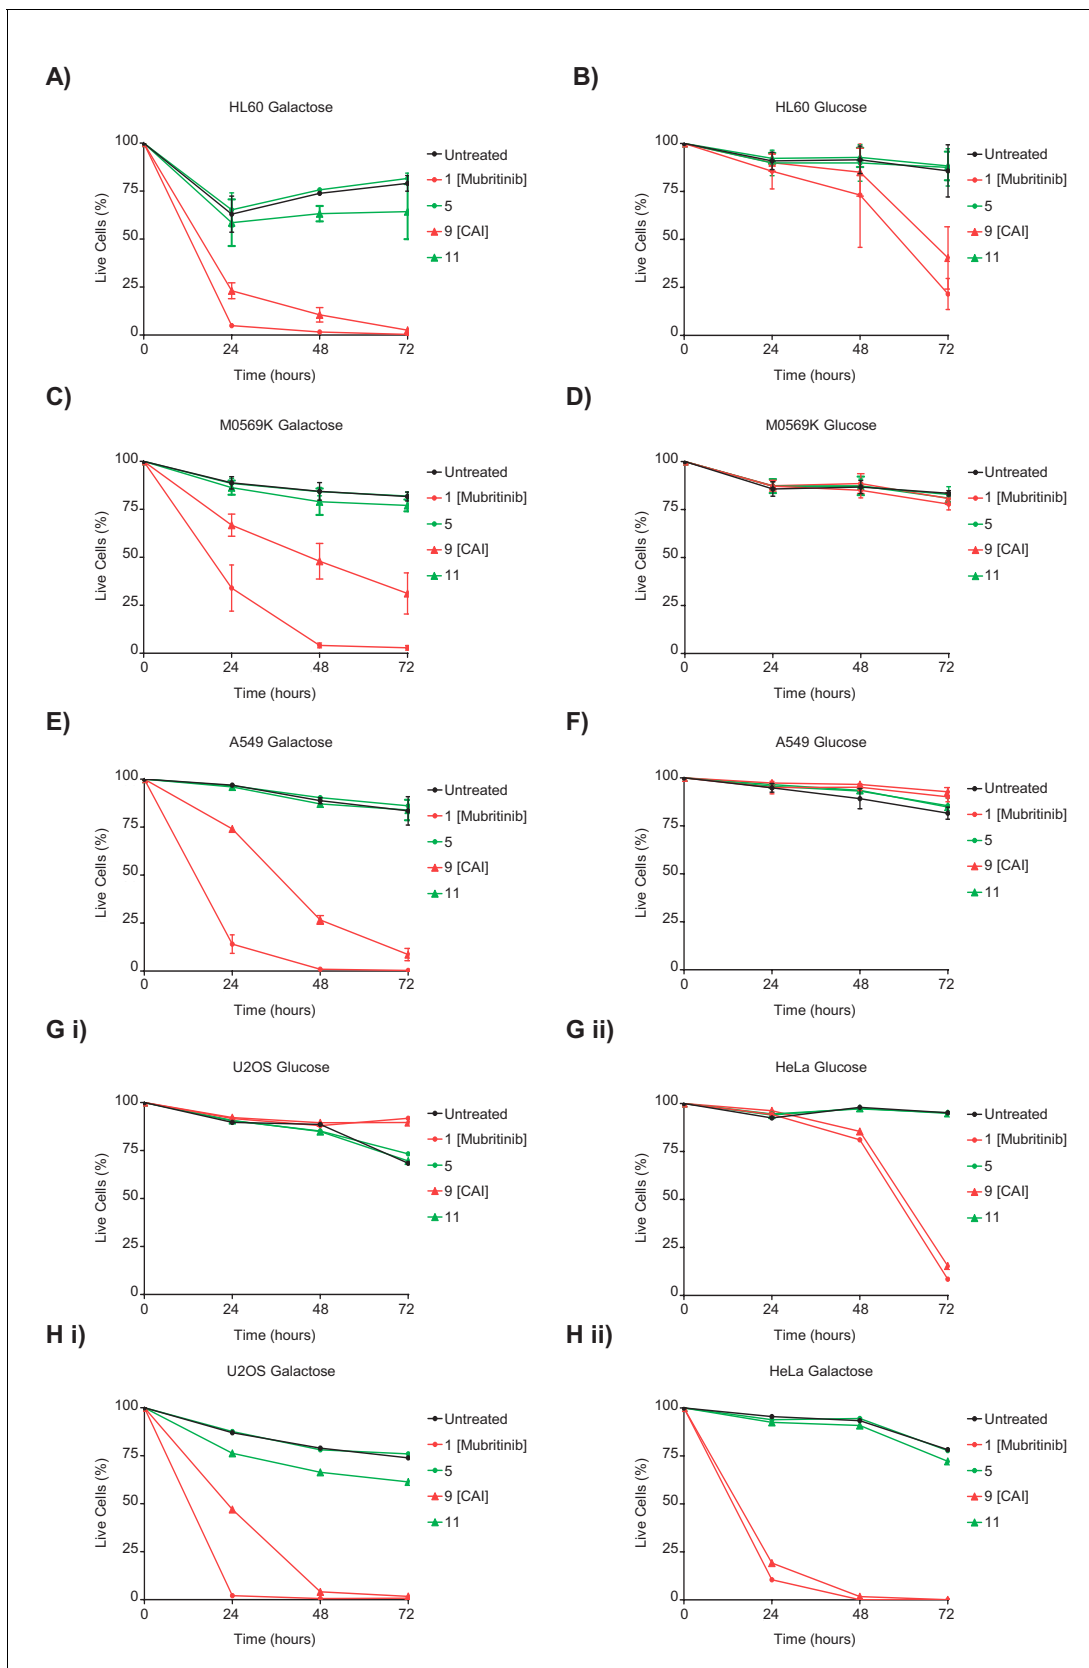 A)
HL60 Galactose
100
75
50
25
0
Live Cells (%)
0 24 48 72
Time (hours)
Untreated
1 [Mubritinib]
5
9 [CAI]
11
B)
HL60 Glucose
100
75
50
25
0
Live Cells (%)
0 24 48 72
Time (hours)
Untreated
1 [Mubritinib]
5
9 [CAI]
11
C)
M0569K Galactose
100
75
50
25
0
Live Cells (%)
0 24 48 72
Time (hours)
Untreated
1 [Mubritinib]
5
9 [CAI]
11
D)
M0569K Glucose
100
75
50
25
0
Live Cells (%)
0 24 48 72
Time (hours)
Untreated
1 [Mubritinib]
5
9 [CAI]
11
E)
A549 Galactose
100
75
50
25
0
Live Cells (%)
0 24 48 72
Time (hours)
Untreated
1 [Mubritinib]
5
9 [CAI]
11
F)
A549 Glucose
100
75
50
25
0
Live Cells (%)
0 24 48 72
Time (hours)
Untreated
1 [Mubritinib]
5
9 [CAI]
11
G i)
U2OS Glucose
100
75
50
25
0
Live Cells (%)
0 24 48 72
Time (hours)
Untreated
1 [Mubritinib]
5
9 [CAI]
11
G ii)
HeLa Glucose
100
75
50
25
0
Live Cells (%)
0 24 48 72
Time (hours)
Untreated
1 [Mubritinib]
5
9 [CAI]
11
H i)
U2OS Galactose
100
75
50
25
0
Live Cells (%)
0 24 48 72
Time (hours)
Untreated
1 [Mubritinib]
5
9 [CAI]
11
H ii)
HeLa Galactose
100
75
50
25
0
Live Cells (%)
0 24 48 72
Time (hours)
Untreated
1 [Mubritinib]
5
9 [CAI]
11